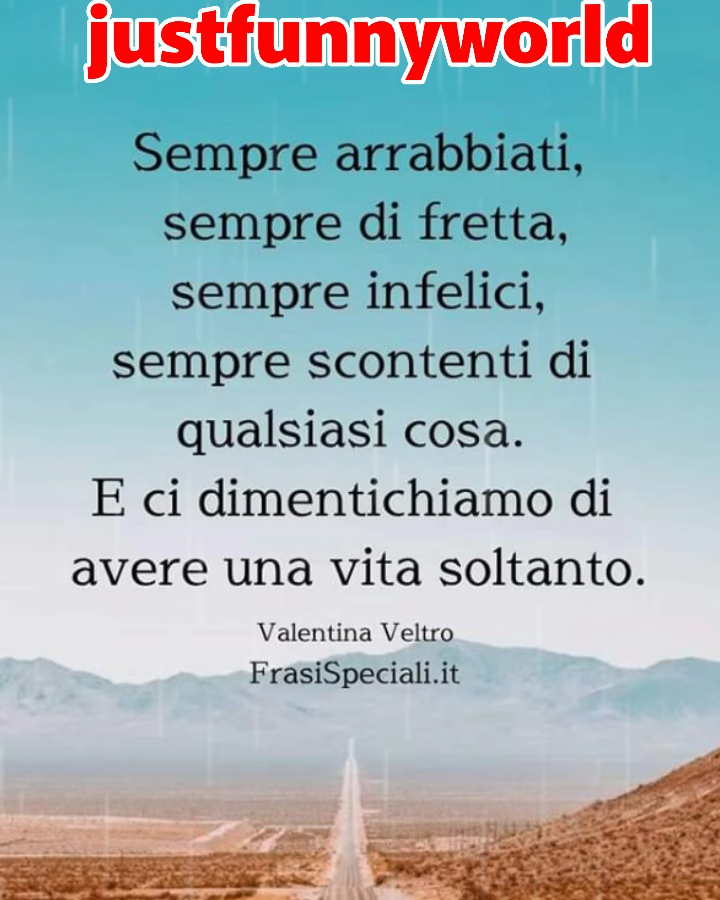 justfunnyworld
Sempre arrabbiati,
sempre di fretta,
sempre infelici,
sempre scontenti di
qualsiasi cosa.
E ci dimentichiamo di
avere una vita soltanto.
Valentina Veltro
FrasiSpeciali.it